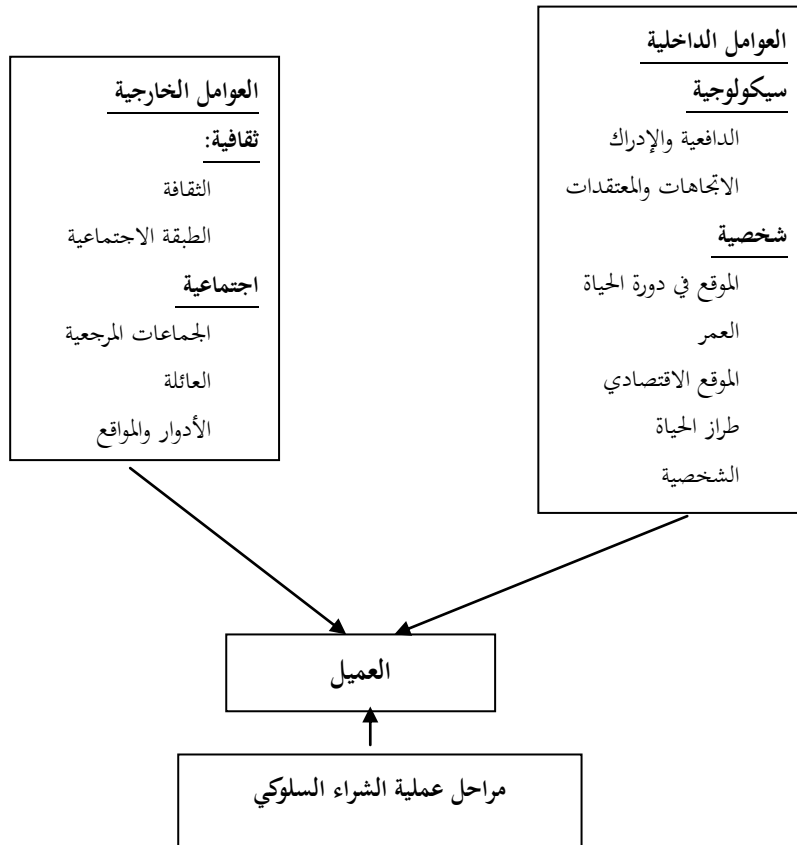 العوامل الداخلية
سيكولوجية
الدافعية والإدراك
الاتجاهات والمعتقدات
شخصية
الموقع في دورة الحياة
العمر
الموقع الاقتصادي
طراز الحياة
الشخصية
العوامل الخارجية
ثقافية:
الثقافة
الطبقة الاجتماعية
اجتماعية
الجماعات المرجعية
العائلة
الأدوار والمواقع
العميل
مراحل عملية الشراء السلوكي